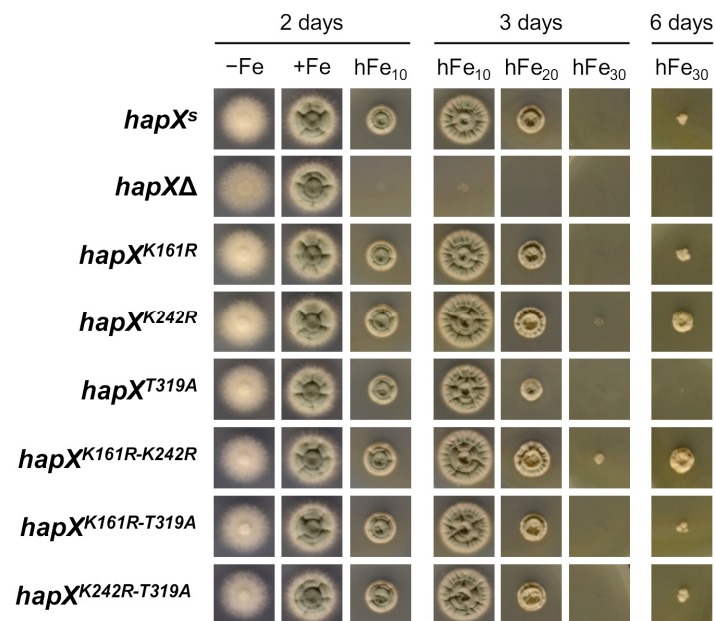 2 days 3 days 6 days
−Fe +Fe hFe10 hFe10 hFe20 hFe30 hFe30
hapXs
hapXΔ
hapXK161R
hapXK242R
hapXT319A
hapXK161R-K242R
hapXK161R-T319A
hapXK242R-T319A